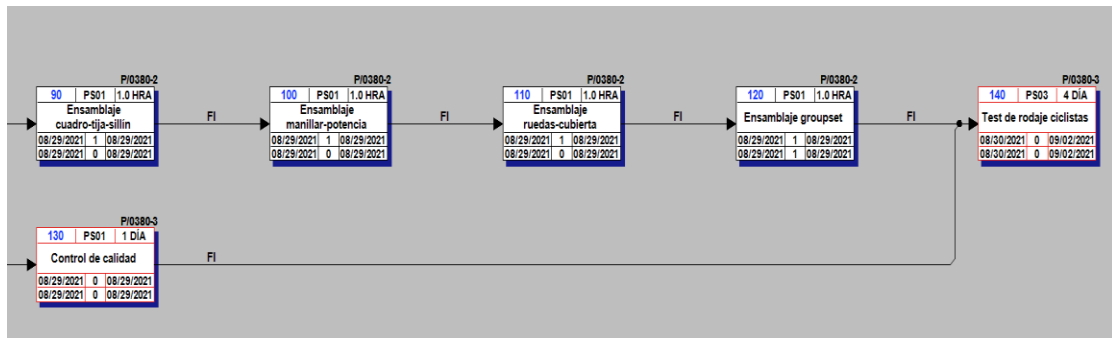 P/0380-2
90 PS01 1.0 HRA
Ensamblaje
cuadro-tija-sillín
08/29/2021 1 08/29/2021
08/29/2021 0 08/29/2021
FI
P/0380-2
100 PS01 1.0 HRA
Ensamblaje
manillar-potencia
08/29/2021 1 08/29/2021
08/29/2021 0 08/29/2021
FI
P/0380-2
110 PS01 1.0 HRA
Ensamblaje
ruedas-cubierta
08/29/2021 1 08/29/2021
08/29/2021 0 08/29/2021
FI
P/0380-2
120 PS01 1.0 HRA
Ensamblaje groupset
08/29/2021 1 08/29/2021
08/29/2021 1 08/29/2021
FI
P/0380-3
140 PS03 4 DÍA
Test de rodaje ciclistas
08/30/2021 0 09/02/2021
08/30/2021 0 09/02/2021
P/0380-3
130 PS01 1 DÍA
Control de calidad
08/29/2021 0 08/29/2021
08/29/2021 0 08/29/2021
FI